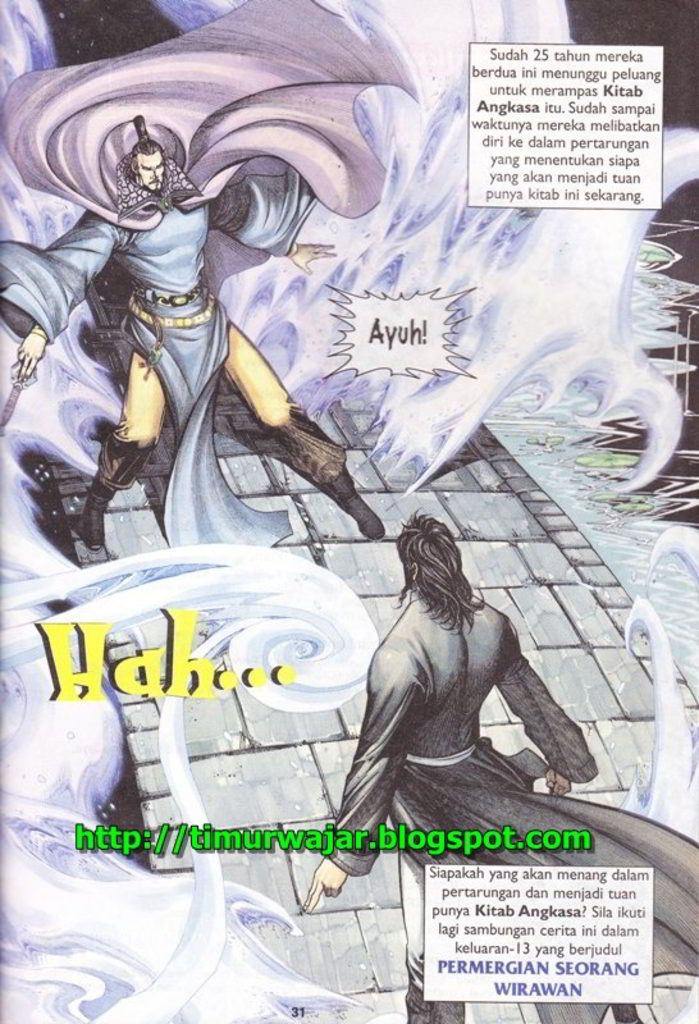 Sudah 25 tahun mereka
berdua ini menunggu peluang
untuk merampas Kitab
Angkasa itu. Sudah sampai
waktunya mereka melibatkan
diri ke dalam pertarungan
yang menentukan siapa
yang akan menjadi tuan
punya kitab ini sekarang.
Ayuh!
Hah...
http://timurwajar.blogspot.com
Siapakah yang akan menang dalam
pertarungan dan menjadi tuan
punya Kitab Angkasa? Sila ikuti
lagi sambungan cerita ini dalam
keluaran-13 yang berjudul
PERMERGIAN SEORANG
WIRAWAN
31